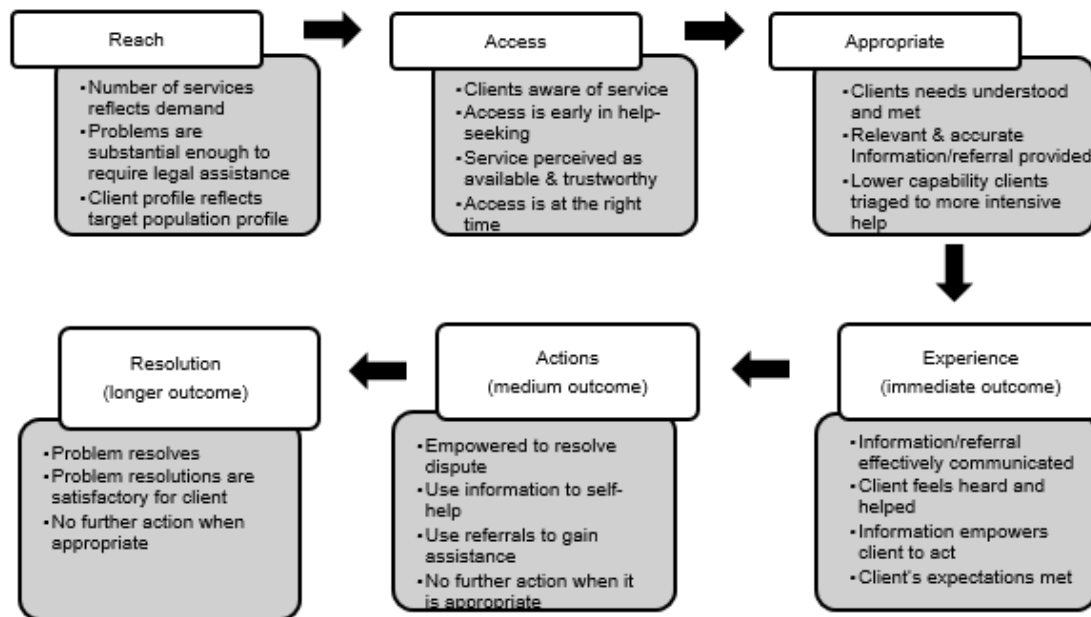 Reach
▪Number of services
reflects demand
▪Problems are
substantial enough to
require legal assistance
▪Client profile reflects
target population profile
Access
▪Clients aware of service
▪Access is early in help-
seeking
▪Service perceived as
available & trustworthy
▪Access is at the right
time
Appropriate
▪Clients needs understood
and met
▪Relevant & accurate
Information/referral provided
▪Lower capability clients
triaged to more intensive
help
Experience
(immediate outcome)
▪Information/referral
effectively communicated
▪Client feels heard and
helped
▪Information empowers
client to act
▪Client's expectations met
Actions
(medium outcome)
▪Empowered to resolve
dispute
▪Use information to self-
help
▪Use referrals to gain
assistance
▪No further action when it
is appropriate
Resolution
(longer outcome)
▪Problem resolves
▪Problem resolutions are
satisfactory for client
▪No further action when
appropriate